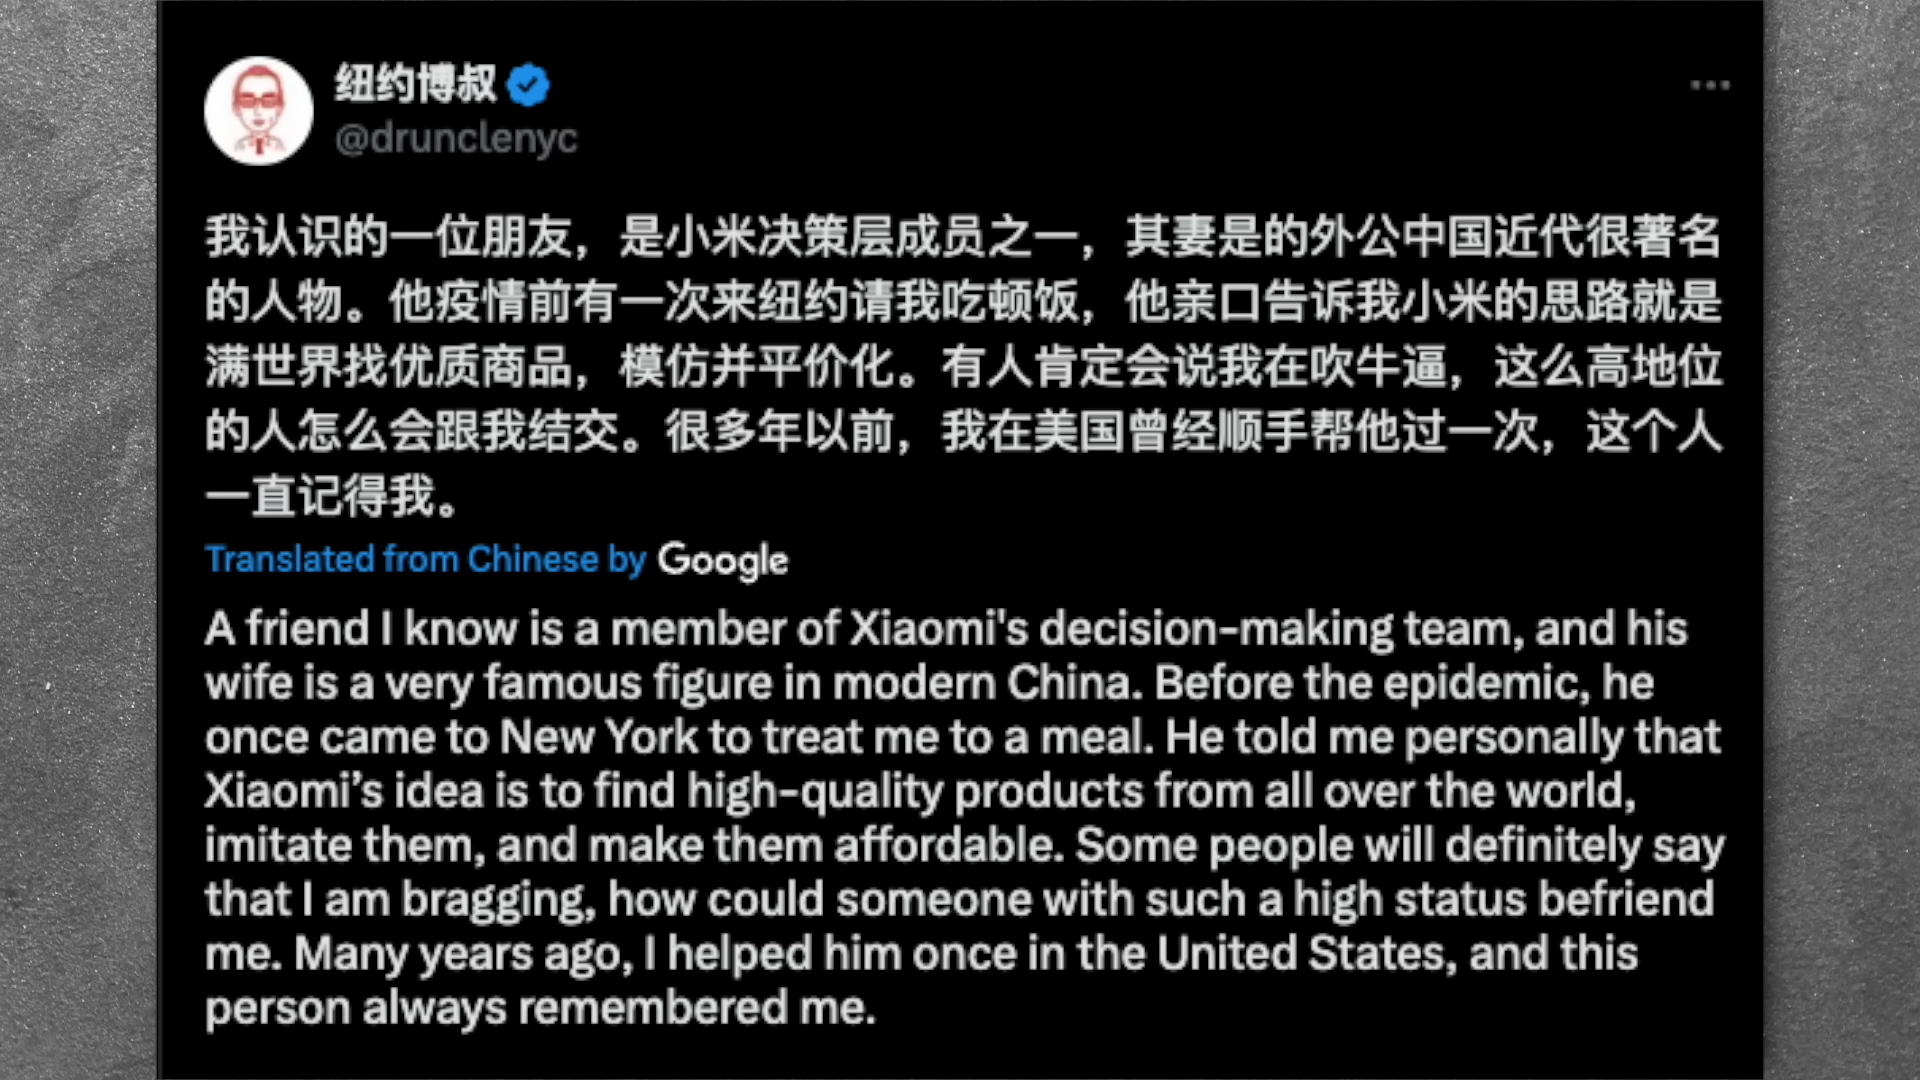 纽约博叔
@drunclenyc
我认识的一位朋友，是小米决策层成员之一，其妻是的外公中国近代很著名
的人物。他疫情前有一次来纽约请我吃顿饭，他亲口告诉我小米的思路就是
满世界找优质商品，模仿并平价化。有人肯定会说我在吹牛逼，这么高地位
的人怎么会跟我结交。很多年以前，我在美国曾经顺手帮他过一次，这个人
一直记得我。
Translated from Chinese by Google
A friend I know is a member of Xiaomi's decision-making team, and his
wife is a very famous figure in modern China. Before the epidemic, he
once came to New York to treat me to a meal. He told me personally that
Xiaomi’s idea is to find high-quality products from all over the world,
imitate them, and make them affordable. Some people will definitely say
that I am bragging, how could someone with such a high status befriend
me. Many years ago, I helped him once in the United States, and this
person always remembered me.